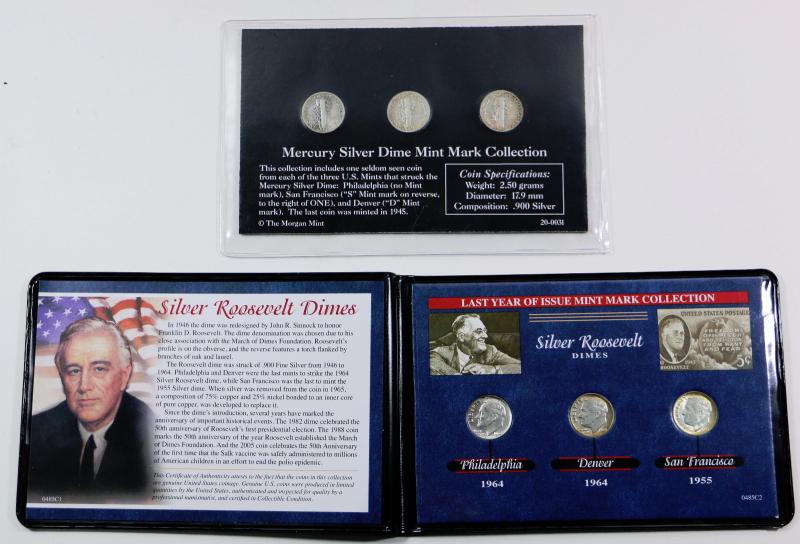 Mercury Silver Dime Mint Mark Collection
This collection includes one seldom seen coin
from each of the three U.S. Mints that struck the
Mercury Silver Dime: Philadelphia (no Mint
mark), San Francisco ("S" Mint mark on reverse,
to the right of ONE), and Denver ("D" Mint
mark). The last coin was minted in 1945.
© The Morgan Mint
Coin Specifications:
Weight: 2.50 grams
Diameter: 17.9 mm
Composition: .900 Silver
20-0031
Silver Roosevelt Dimes
In 1946 the dime was redesigned by John R. Sinnock to honor
Franklin D. Roosevelt. The dime denomination was chosen due to his
close association with the March of Dimes Foundation. Roosevelt's
profile is on the obverse, and the reverse features a torch flanked by
branches of oak and laurel.
The Roosevelt Dime was struck of .900 Fine Silver from 1946 to
1964. Philadelphia and Denver were the last mints to strike the 1964
Silver Roosevelt dime, while San Francisco was the last to mint the
1955 Silver dime. When silver was removed from the coin in 1965,
a composition of 75% copper and 25% nickel bonded to an inner core
of pure copper, was developed to replace it.
Since the dime's introduction, several years have marked the
anniversary of important historical events. The 1982 dime celebrated the
50th anniversary of Roosevelt's first presidential election. The 1988 coin
marks the 50th anniversary of the year Roosevelt established the March
of Dimes Foundation. And the 2005 coin celebrates the 50th Anniversary
of the first time that the Salk vaccine was safely administered to millions
of American children in an effort to end the polio epidemic.
This Certificate of Authenticity attests to the fact that the coins in this collection
are genuine United States coinage. Genuine U.S. coins were produced in limited
quantities by the United States, authenticated and inspected for quality by a
professional numismatist, and certified in Collectible Condition.
0485C1
LAST YEAR OF ISSUE MINT MARK COLLECTION
Silver Roosevelt
DIMES
UNITED STATES POSTAGE
FREEDOM
OF SPEECH AND
RELIGION
FROM WANT
AND FEAR
ROOSEVELT
5¢
Philadelphia
1964
Denver
1964
San Francisco
1955
0485C2